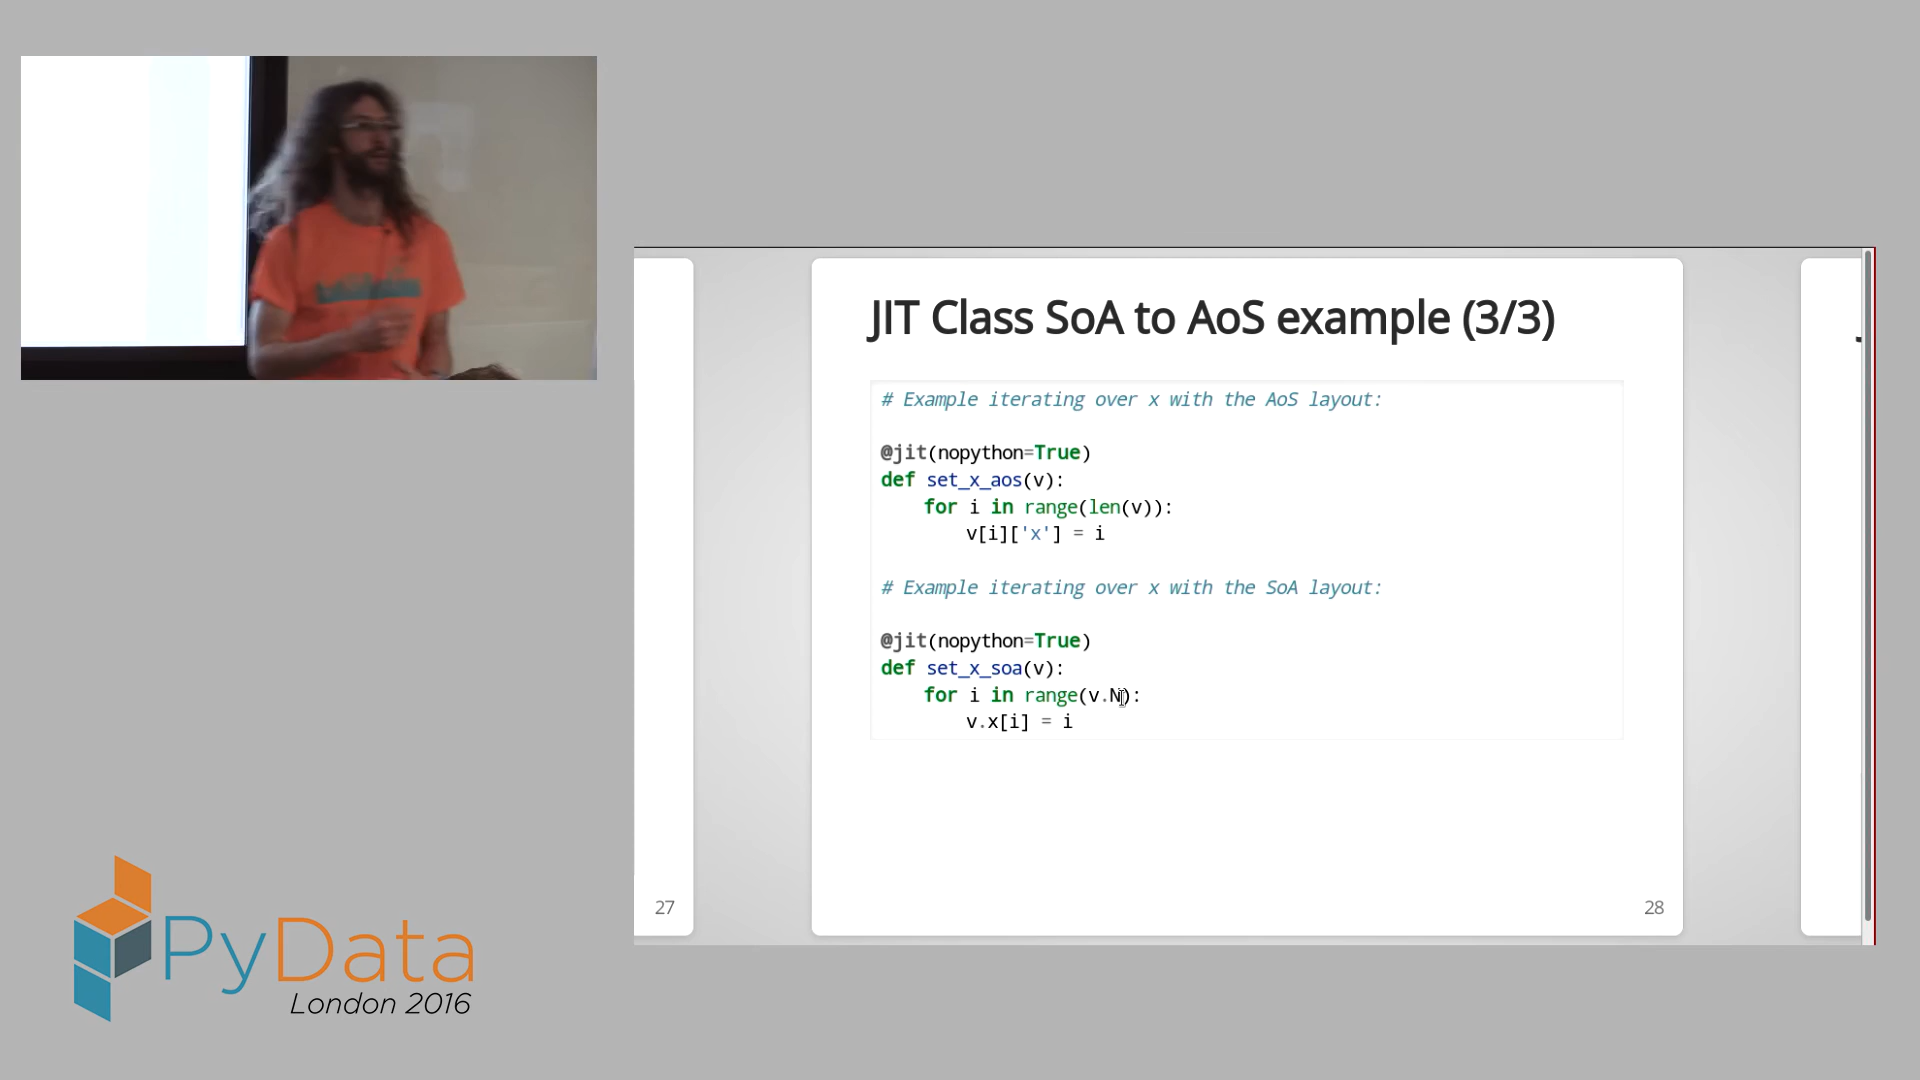 JIT Class SoA to AoS example (3/3)
# Example iterating over x with the AoS layout:
@jit(nopython=True)
def set_x_aos(v):
    for i in range(len(v)):
        v[i]['x'] = i
# Example iterating over x with the SoA layout:
@jit(nopython=True)
def set_x_soa(v):
    for i in range(v.N):
        v.x[i] = i
27
28
PyData
London 2016